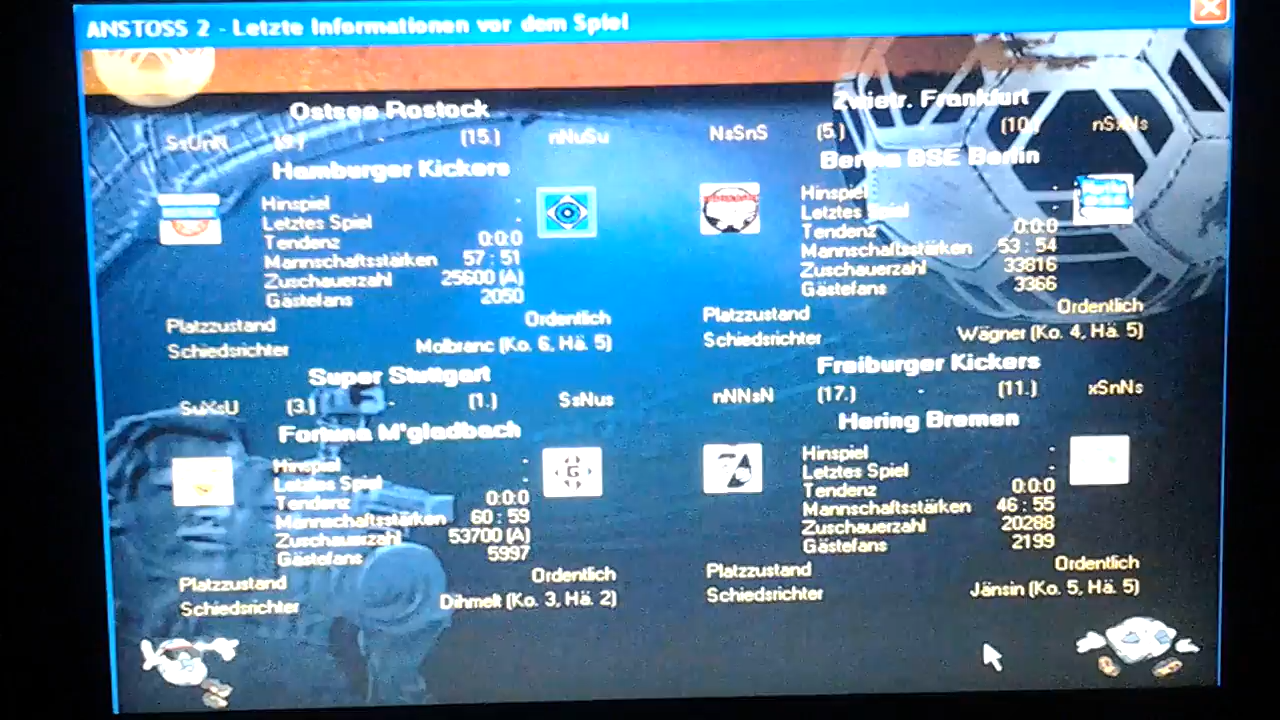 ANSTOSS 2 - Letzte Informationen vor dem Spiel
Ostsee Rostock
(15.) nNuSu
Hamburger Kickers
Hinspiel -
Letztes Spiel -
Tendenz 0:0:0
Mannschaftsstärken 57 : 51
Zuschauerzahl 25600 (A)
Gästefans 2050
Platzzustand Ordentlich
Schiedsrichter Molbranc (Ko. 6, Hä. 5)
Zwietr. Frankfurt
NsSnS (5.) (10.)
Bertha BSE Berlin
Hinspiel -
Letztes Spiel -
Tendenz 0:0:0
Mannschaftsstärken 53 : 54
Zuschauerzahl 33816
Gästefans 3366
Platzzustand Ordentlich
Schiedsrichter Wägner (Ko. 4, Hä. 5)
Super Stuttgart
SuXsU (3.) - (1.) SsNus
Fortuna M'gladbach
Hinspiel -
Letztes Spiel -
Tendenz 0:0:0
Mannschaftsstärken 60 : 59
Zuschauerzahl 53700 (A)
Gästefans 5997
Platzzustand Ordentlich
Schiedsrichter Dihmelt (Ko. 3, Hä. 2)
Freiburger Kickers
nNNsN (17.) - (11.) xSnNs
Hering Bremen
Hinspiel -
Letztes Spiel -
Tendenz 0:0:0
Mannschaftsstärken 46 : 55
Zuschauerzahl 20288
Gästefans 2199
Platzzustand Ordentlich
Schiedsrichter Jänsin (Ko. 5, Hä. 5)